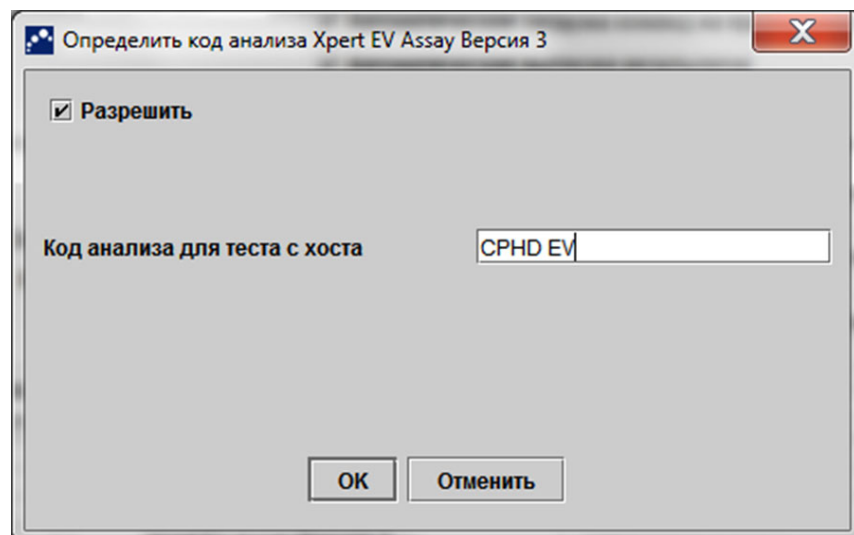 Определить код анализа Xpert EV Assay Версия 3
Разрешить
Код анализа для теста с хоста CPHD EV
OK Отменить